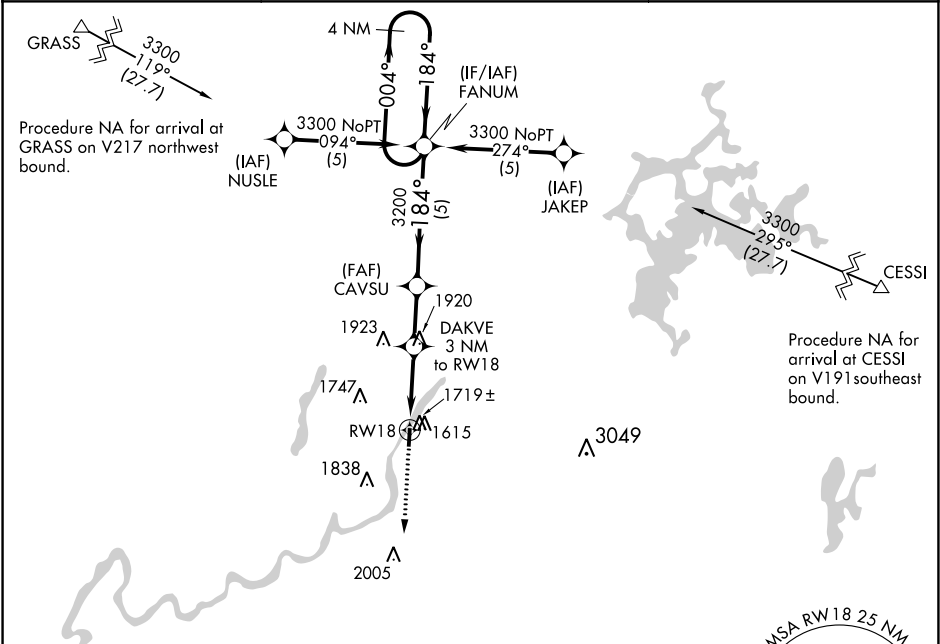 GRASS
3300
119°
(27.7)
Procedure NA for arrival at
GRASS on V217 northwest
bound.
4 NM
004°
184°
(IF/IAF)
FANUM
3300 NoPT
094°
(5)
(IAF)
NUSLE
3300 NoPT
274°
(5)
(IAF)
JAKEP
3200
184°
(5)
3300
295°
(27.7)
CESSI
Procedure NA for
arrival at CESSI
on V191southeast
bound.
(FAF)
CAVSU
1920
1923
DAKVE
3 NM
to RW18
1747
1719±
RW18
1615
3049
1838
2005
MSA RW18 25 NM